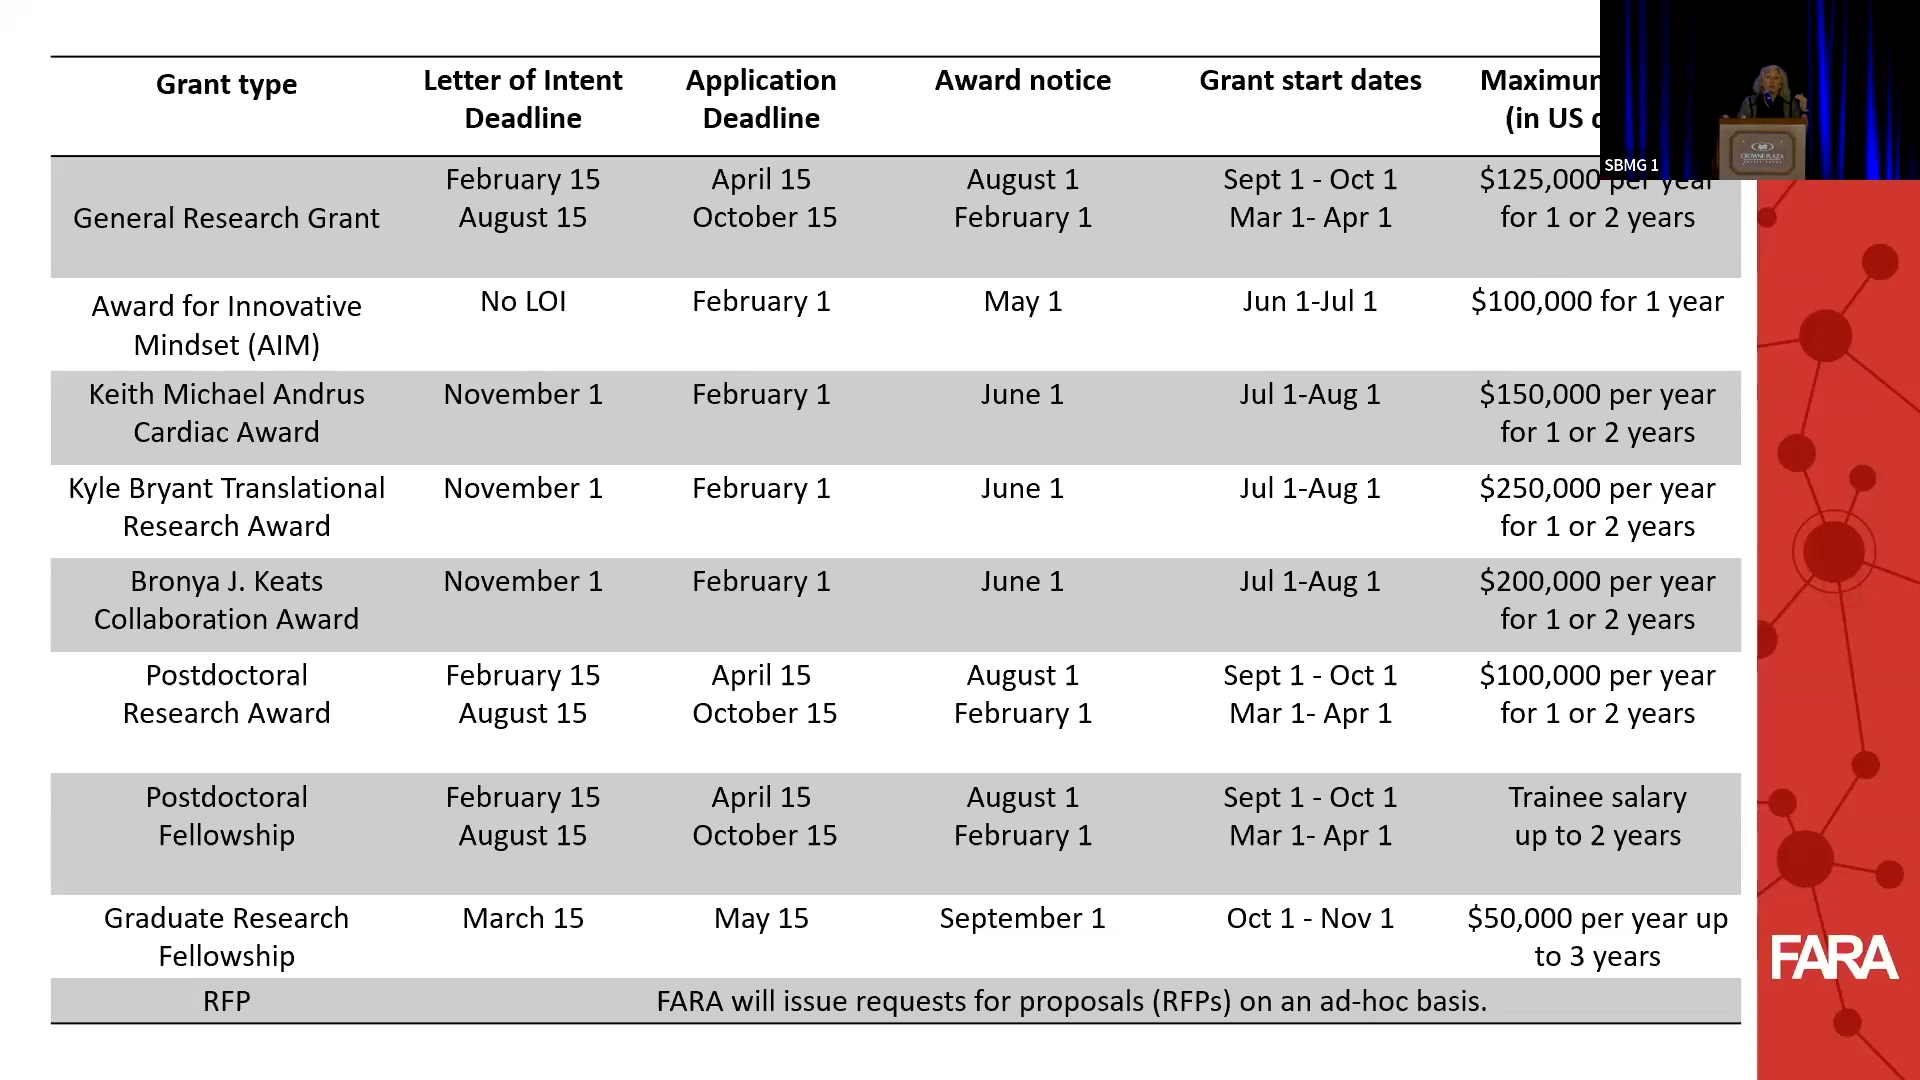 Grant type
Letter of Intent
Deadline
Application
Deadline
Award notice
Grant start dates
(in US
SBMG 1
CROWNE PLAZA
General Research Grant
February 15
August 15
April 15
October 15
August 1
February 1
Sept 1 - Oct 1
Mar 1- Apr 1
$125,000 per year
for 1 or 2 years
Award for Innovative
Mindset (AIM)
No LOI
February 1
May 1
Jun 1-Jul 1
$100,000 for 1 year
Keith Michael Andrus
Cardiac Award
November 1
February 1
June 1
Jul 1-Aug 1
$150,000 per year
for 1 or 2 years
Kyle Bryant Translational
Research Award
November 1
February 1
June 1
Jul 1-Aug 1
$250,000 per year
for 1 or 2 years
Bronya J. Keats
Collaboration Award
November 1
February 1
June 1
Jul 1-Aug 1
$200,000 per year
for 1 or 2 years
Postdoctoral
Research Award
February 15
August 15
April 15
October 15
August 1
February 1
Sept 1 - Oct 1
Mar 1- Apr 1
$100,000 per year
for 1 or 2 years
Postdoctoral
Fellowship
February 15
August 15
April 15
October 15
August 1
February 1
Sept 1 - Oct 1
Mar 1- Apr 1
Trainee salary
up to 2 years
Graduate Research
Fellowship
March 15
May 15
September 1
Oct 1 - Nov 1
$50,000 per year up
to 3 years
RFP
FARA will issue requests for proposals (RFPs) on an ad-hoc basis.
FARA